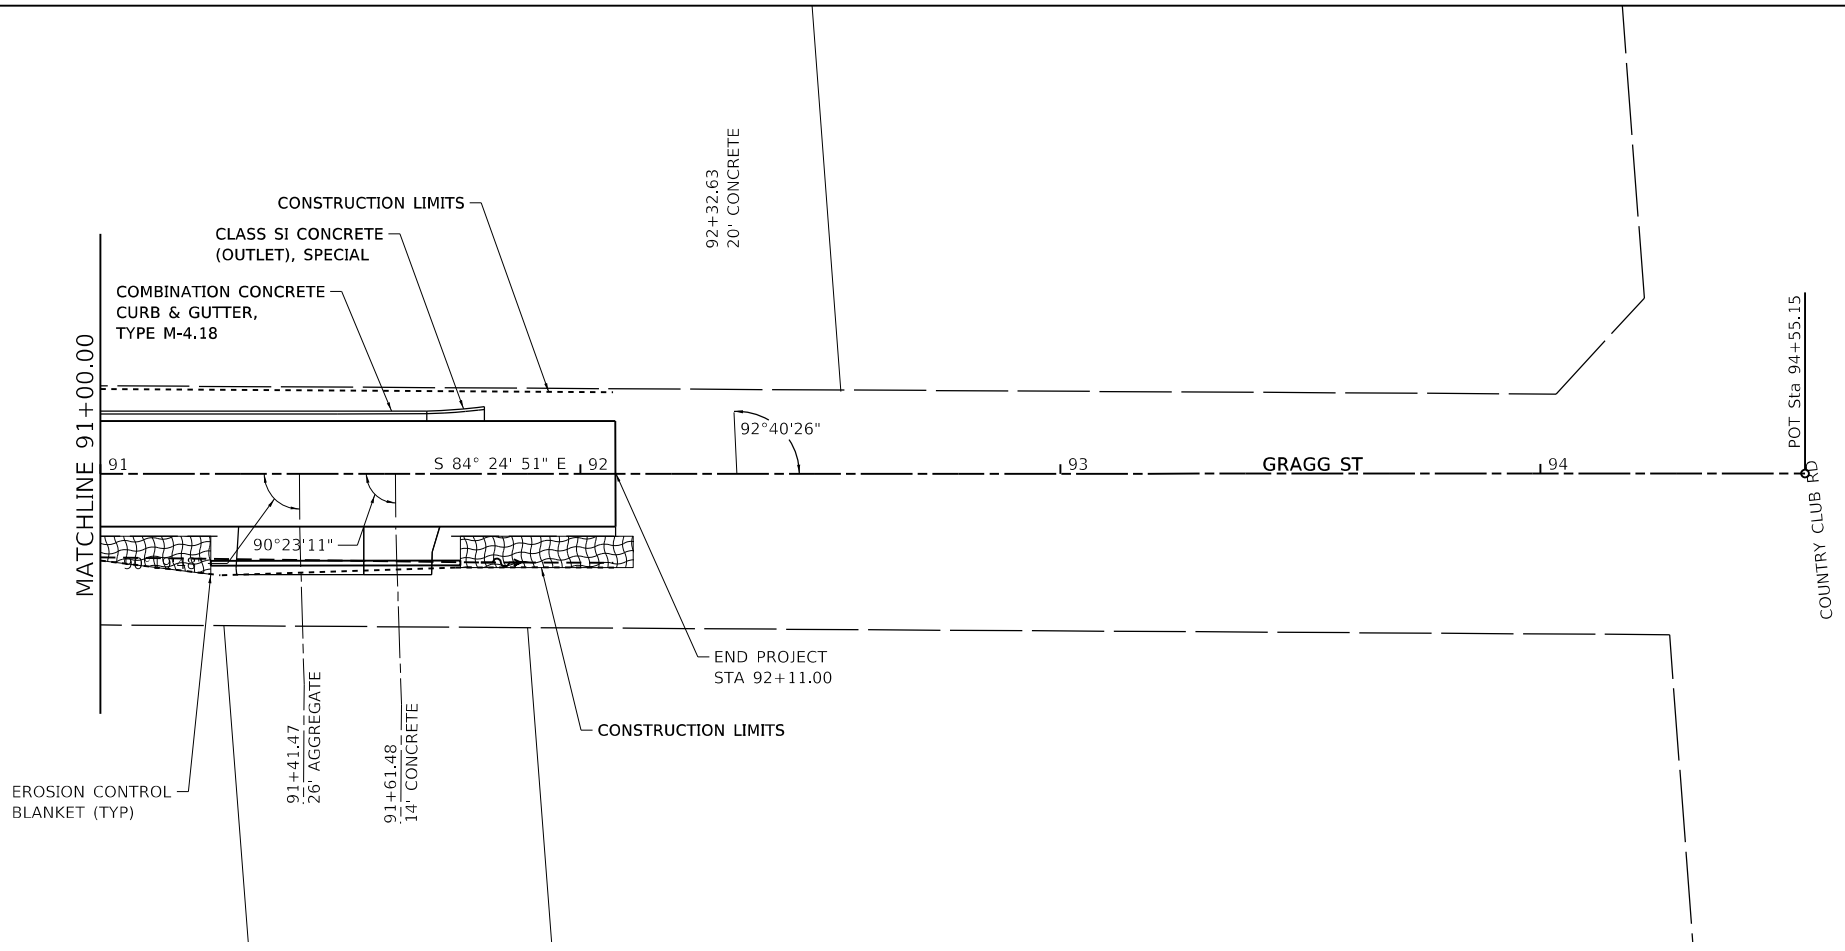 CONSTRUCTION LIMITS
CLASS SI CONCRETE
(OUTLET), SPECIAL
COMBINATION CONCRETE
CURB & GUTTER,
TYPE M-4.18
92+32.63
20' CONCRETE
MATCHLINE 91+00.00
91
S 84° 24' 51" E
92
92°40'26"
93
GRAGG ST
94
POT Sta 94+55.15
COUNTRY CLUB RD
90°23'11"
END PROJECT
STA 92+11.00
CONSTRUCTION LIMITS
91+41.47
26' AGGREGATE
91+61.48
14' CONCRETE
EROSION CONTROL
BLANKET (TYP)